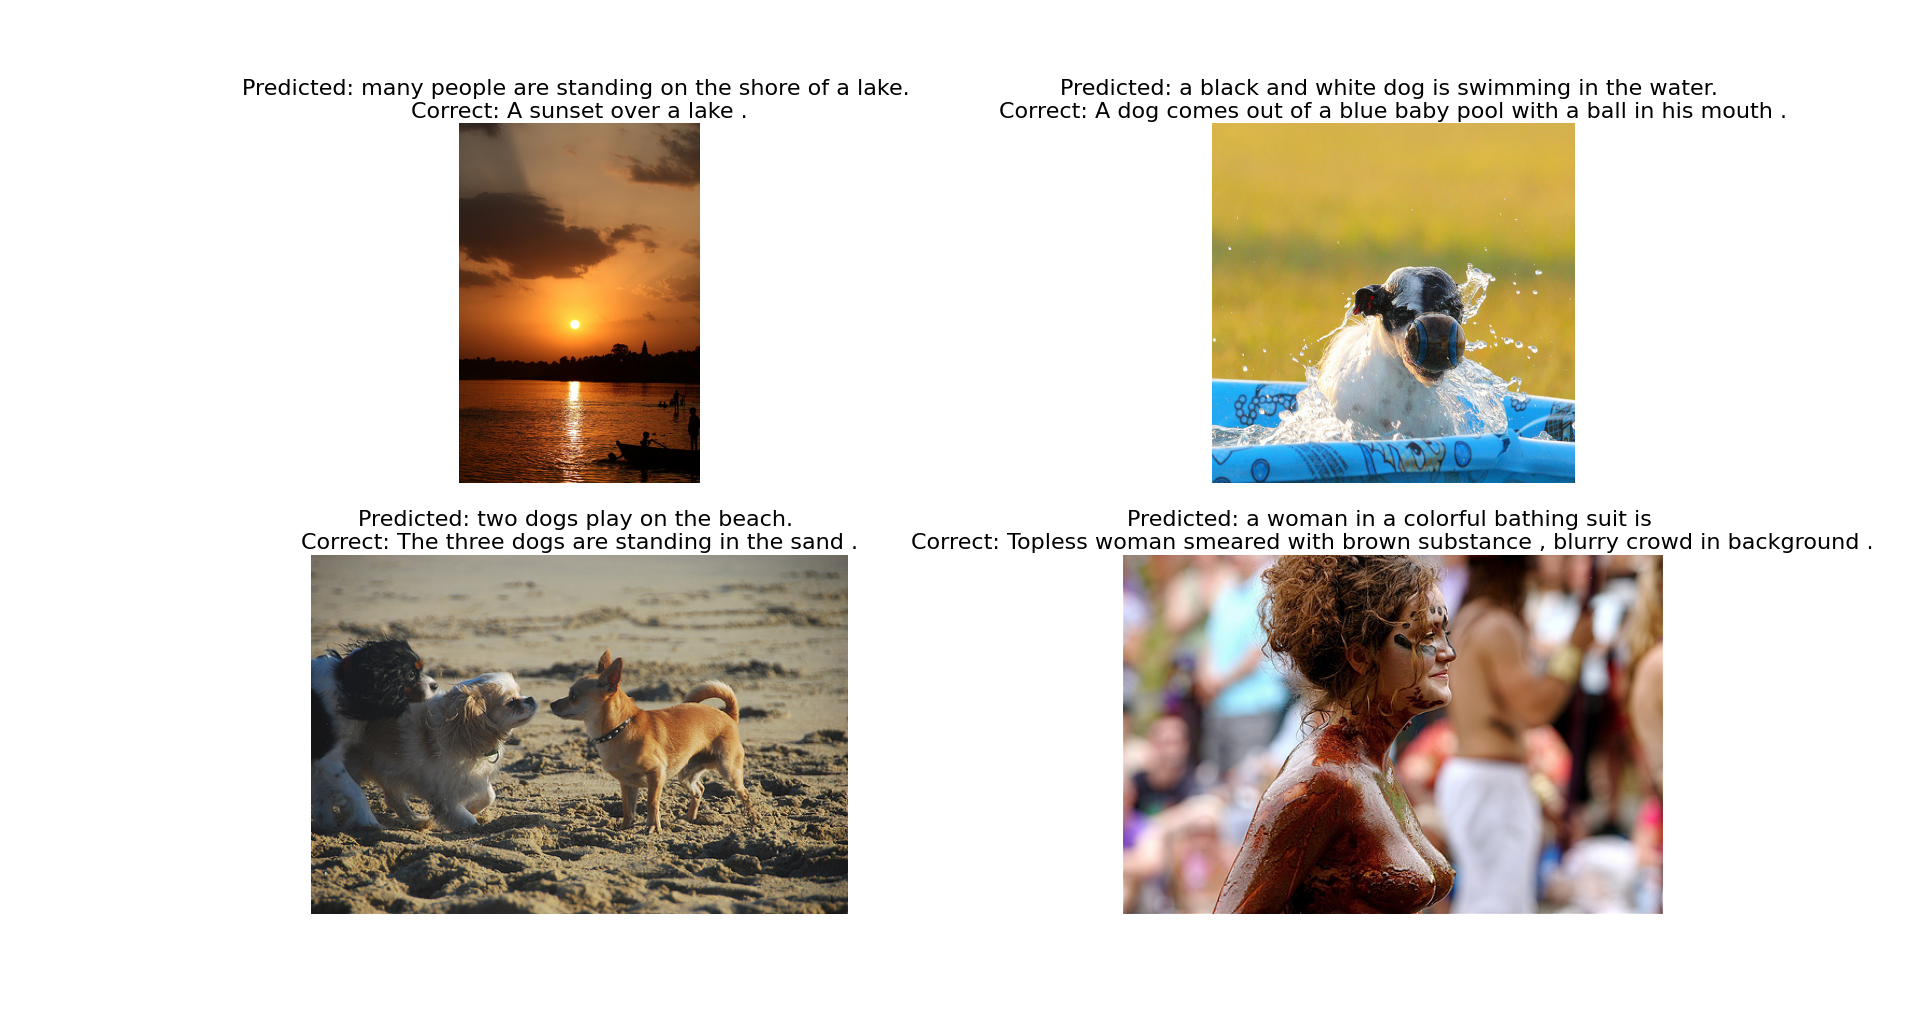 Predicted: many people are standing on the shore of a lake.
Correct: A sunset over a lake .
Predicted: a black and white dog is swimming in the water.
Correct: A dog comes out of a blue baby pool with a ball in his mouth .
Predicted: two dogs play on the beach.
Correct: The three dogs are standing in the sand .
Predicted: a woman in a colorful bathing suit is
Correct: Topless woman smeared with brown substance , blurry crowd in background .